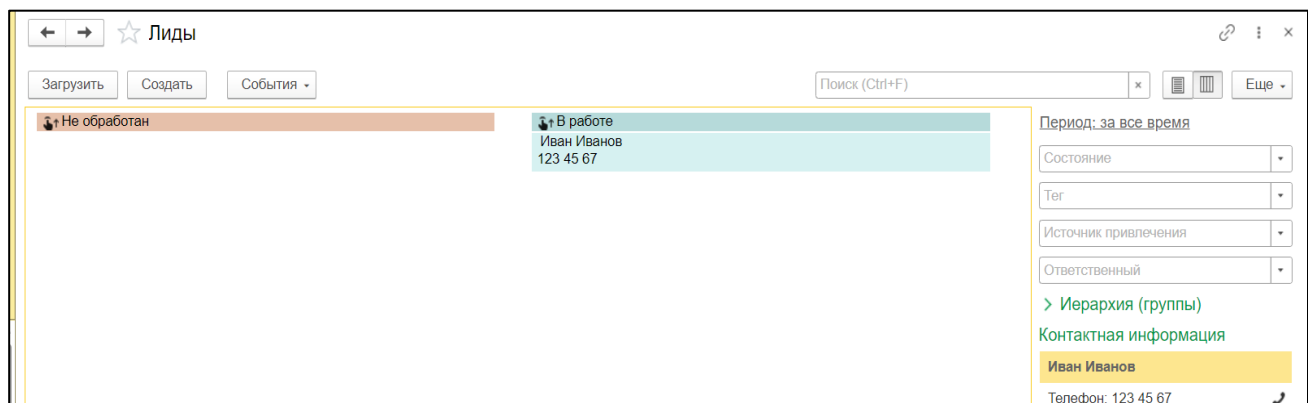 Лиды
Загрузить Создать События Поиск (Ctrl+F) × Еще
Не обработан В работе
Иван Иванов
123 45 67
Период: за все время
Состояние
Тег
Источник привлечения
Ответственный
Иерархия (группы)
Контактная информация
Иван Иванов
Телефон: 123 45 67